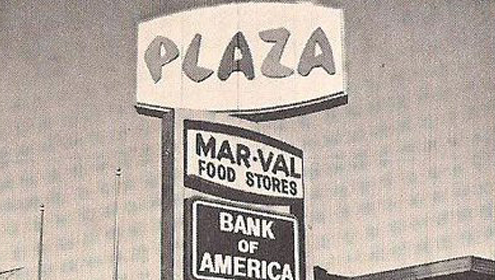 PLAZA
MAR-VAL
FOOD STORES
BANK
OF
AMERICA